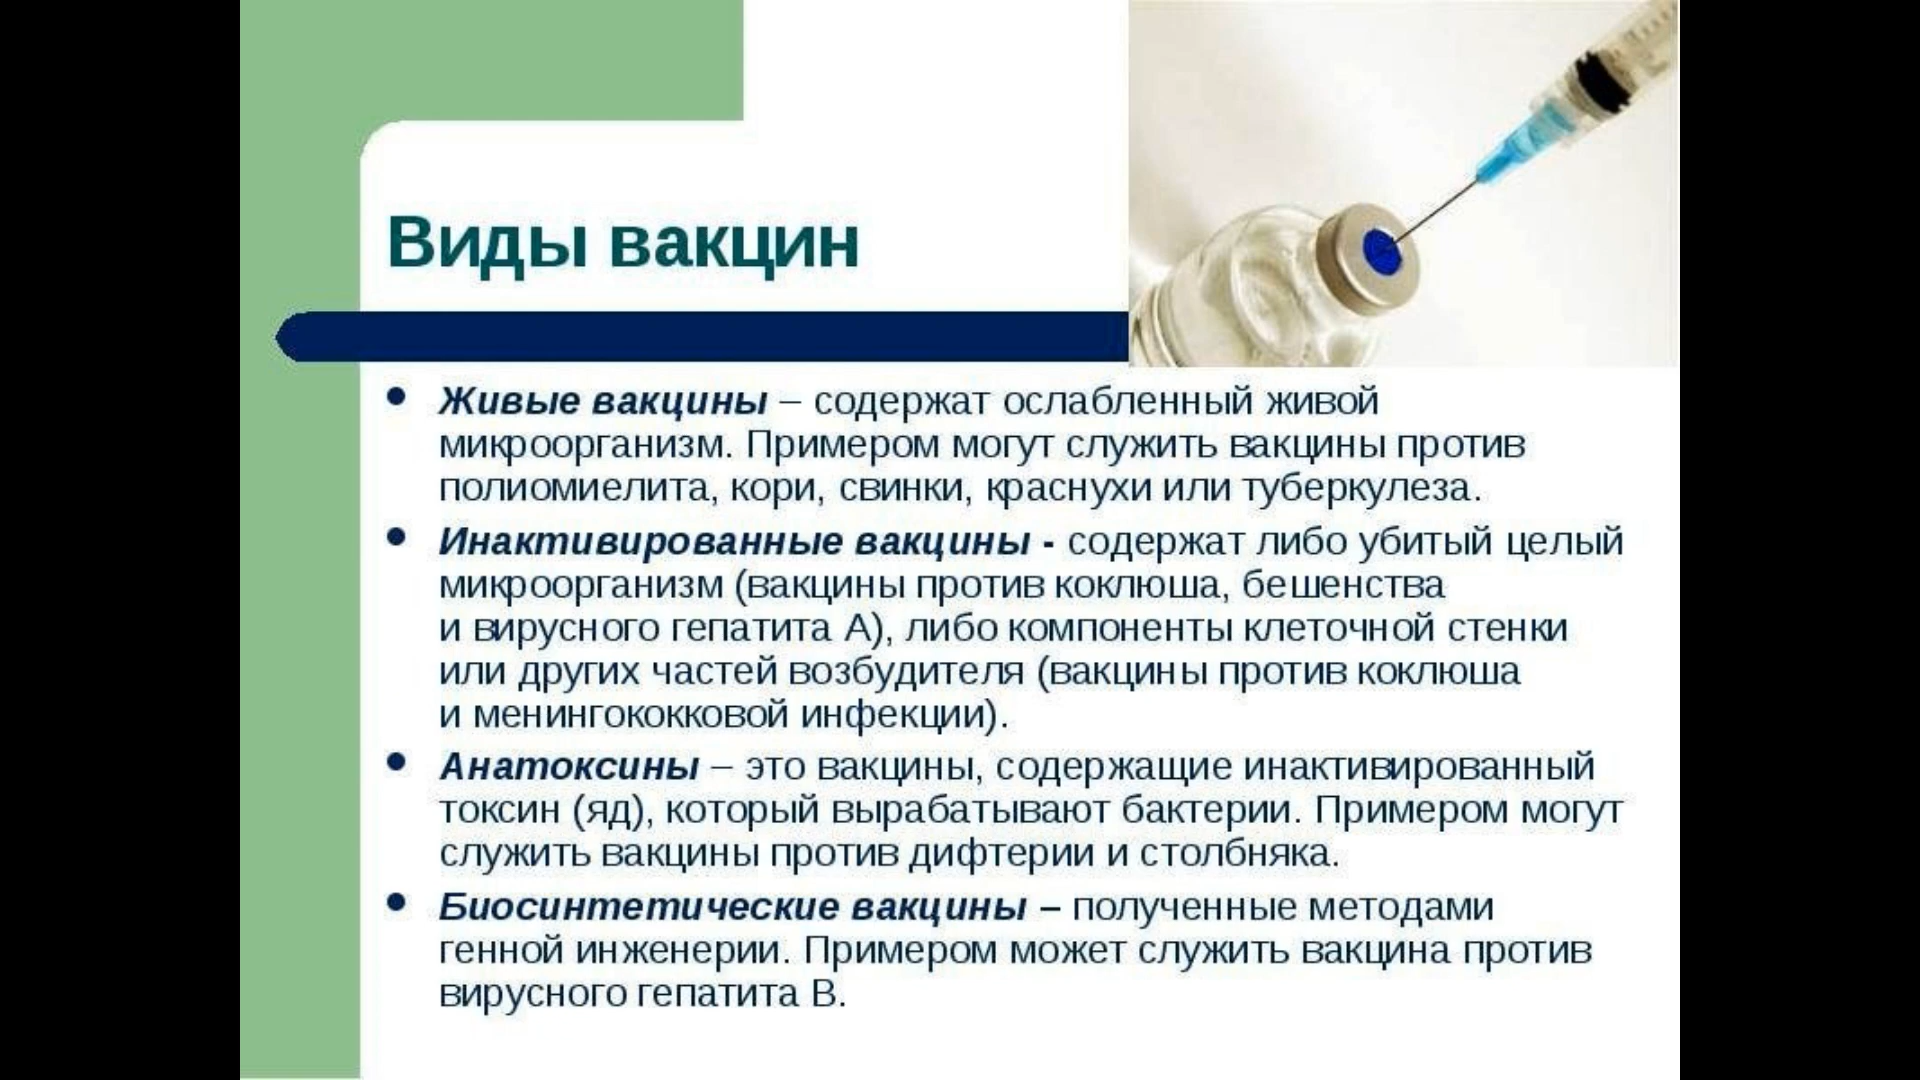 Виды вакцин
Живые вакцины – содержат ослабленный живой
микроорганизм. Примером могут служить вакцины против
полиомиелита, кори, свинки, краснухи или туберкулеза.
Инактивированные вакцины - содержат либо убитый целый
микроорганизм (вакцины против коклюша, бешенства
и вирусного гепатита А), либо компоненты клеточной стенки
или других частей возбудителя (вакцины против коклюша
и менингококковой инфекции).
Анатоксины – это вакцины, содержащие инактивированный
токсин (яд), который вырабатывают бактерии. Примером могут
служить вакцины против дифтерии и столбняка.
Биосинтетические вакцины – полученные методами
генной инженерии. Примером может служить вакцина против
вирусного гепатита В.